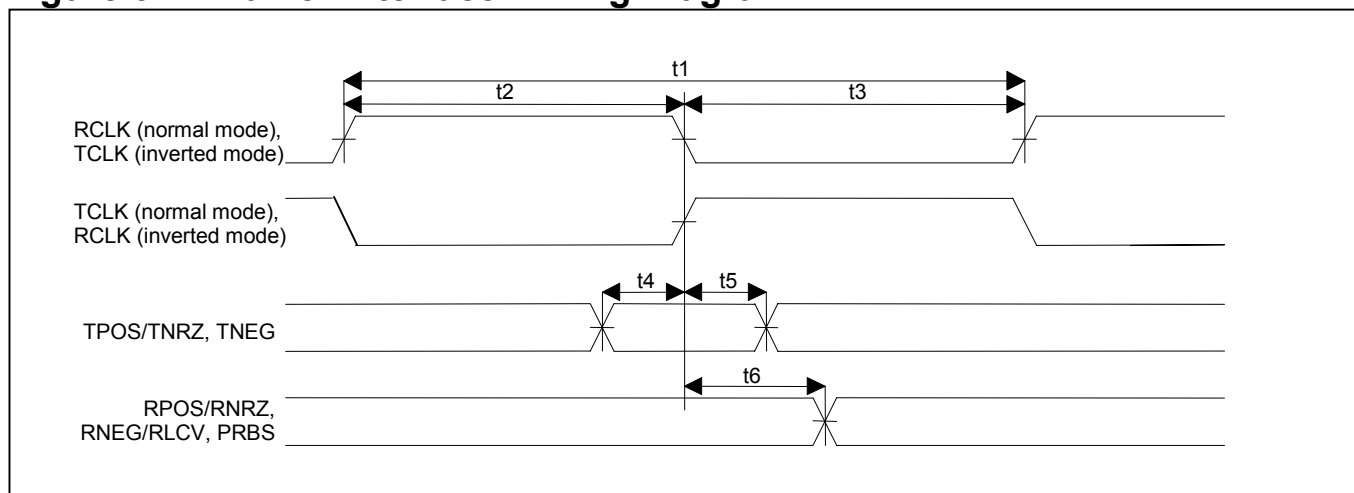 t1
t2
t3
RCLK (normal mode),
TCLK (inverted mode)
TCLK (normal mode),
RCLK (inverted mode)
t4
t5
TPOS/TNRZ, TNEG
t6
RPOS/RNRZ,
RNEG/RLCV, PRBS